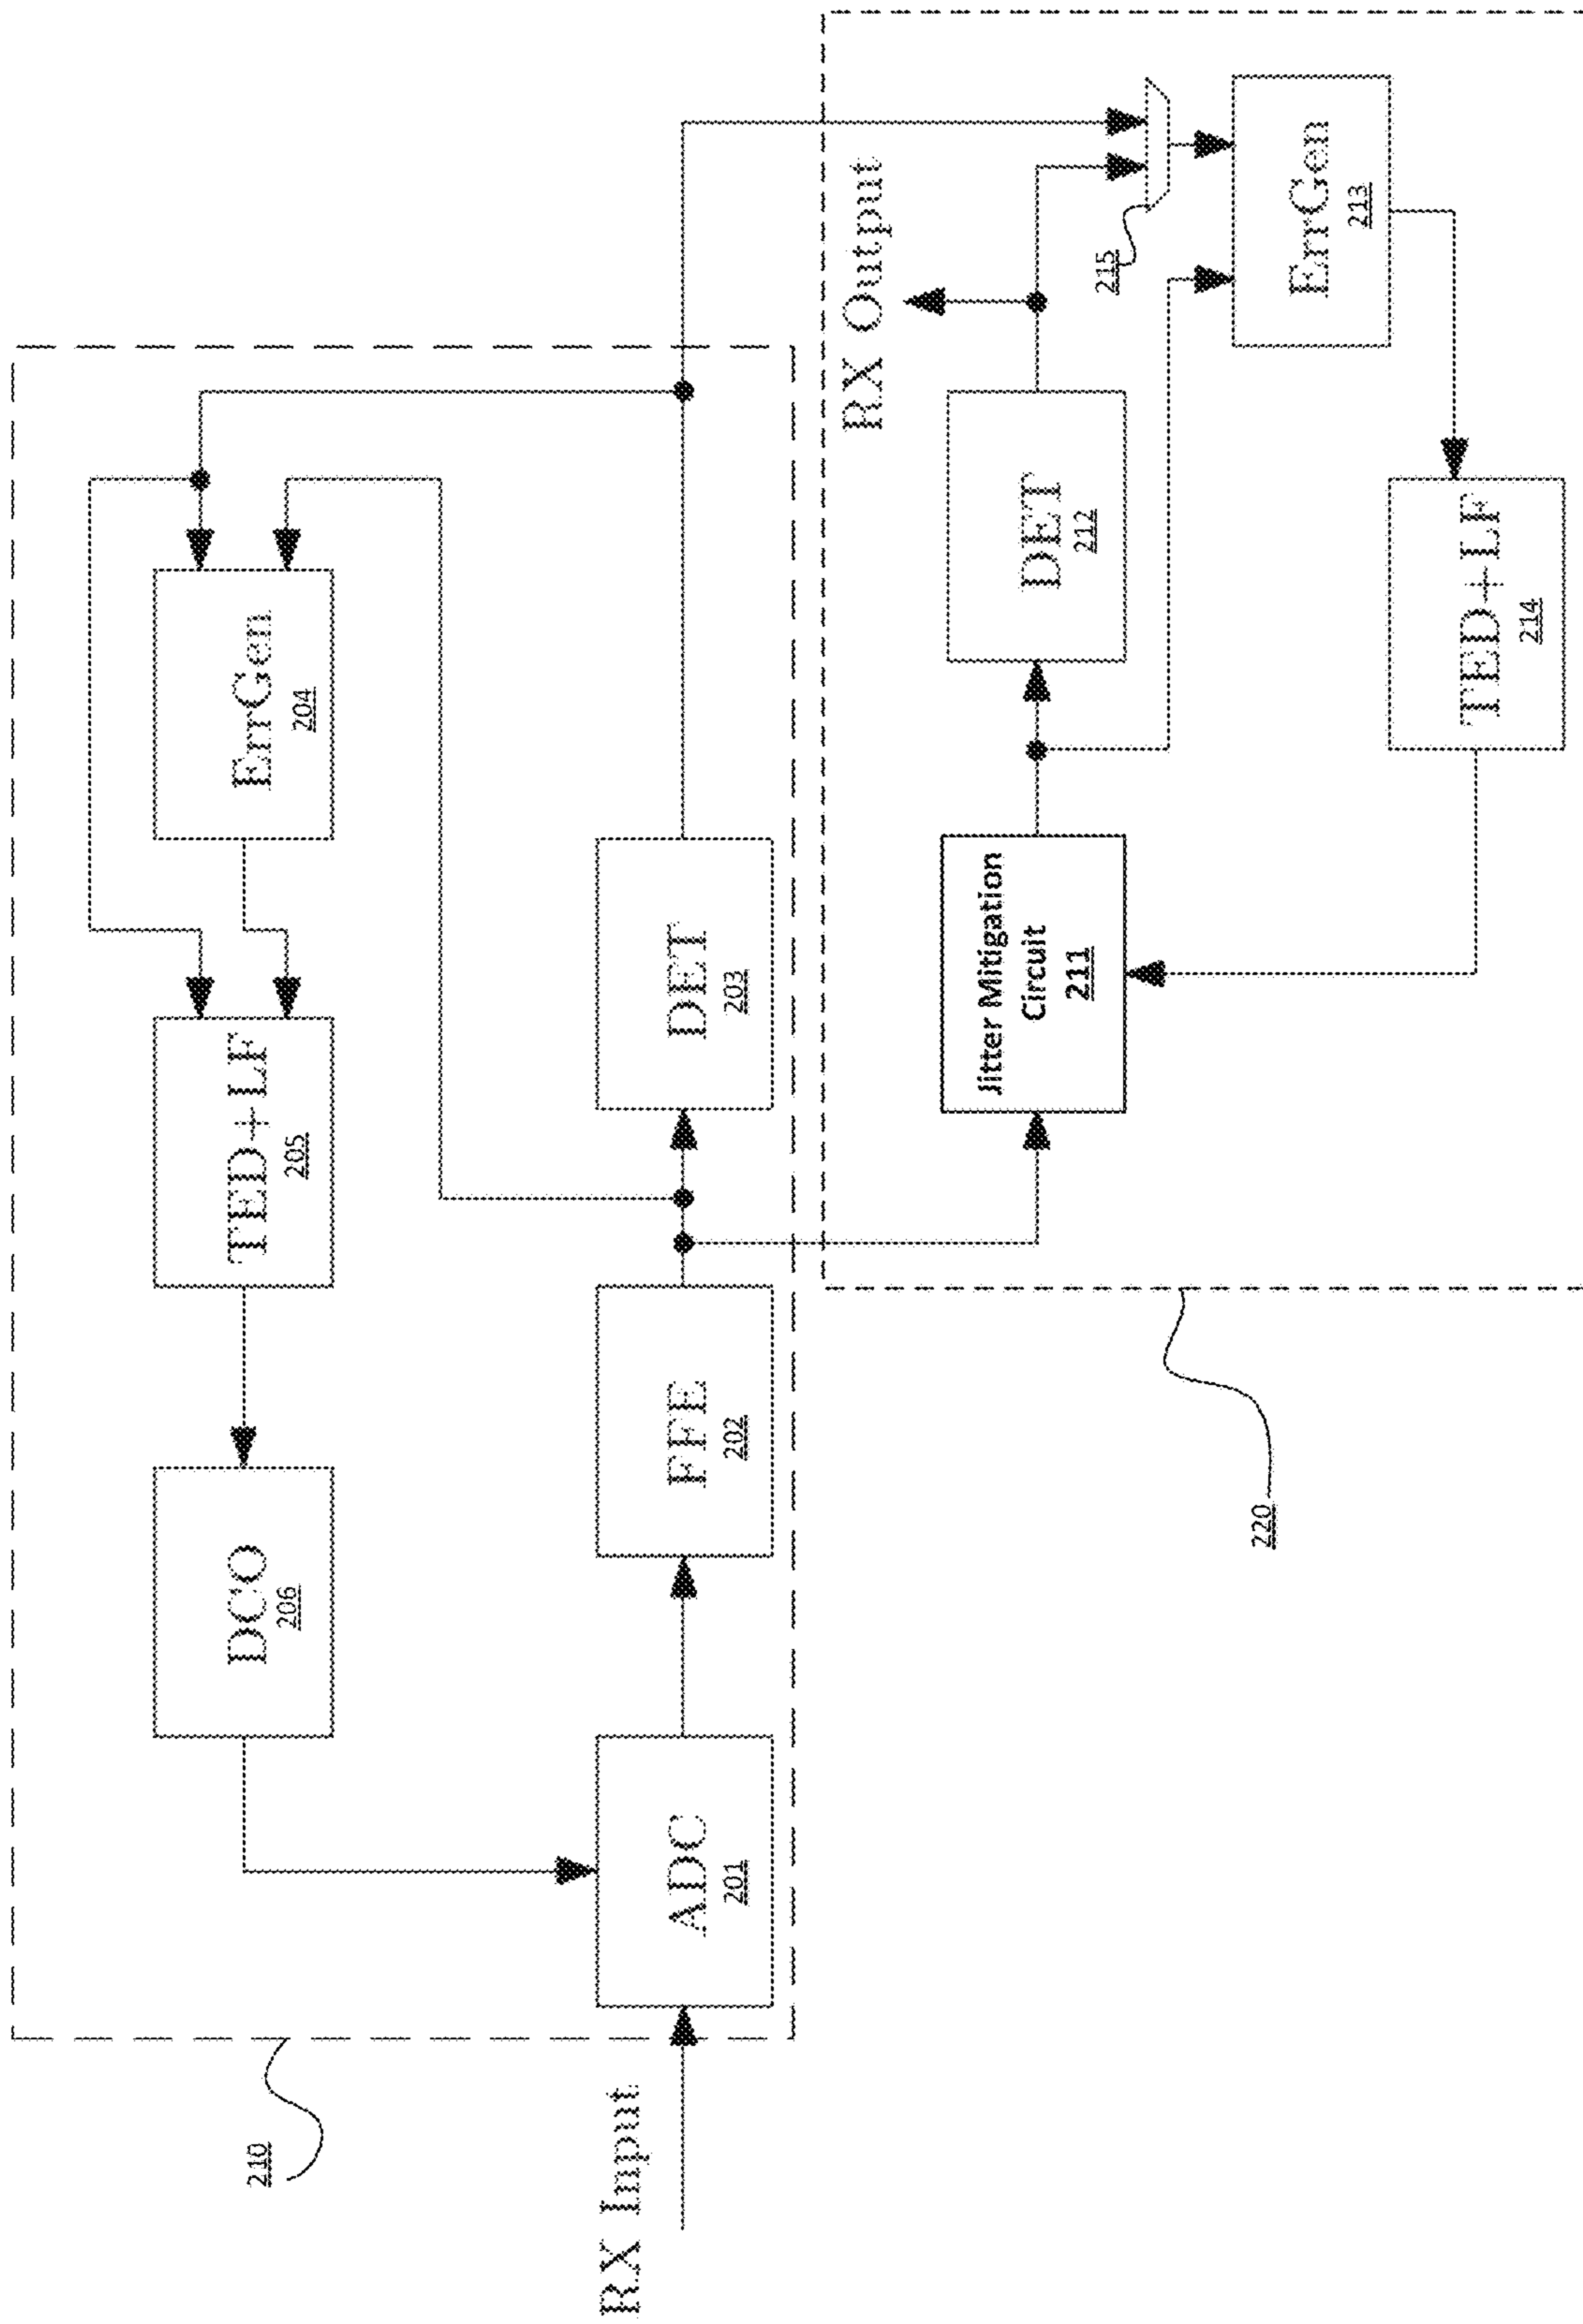 210
DCO
206
TED+LF
205
ErrGen
204
RX Input
ADC
201
FFE
202
DET
203
RX Output
220
Jitter Mitigation
Circuit
211
DET
212
215
ErrGen
213
TED+LF
214